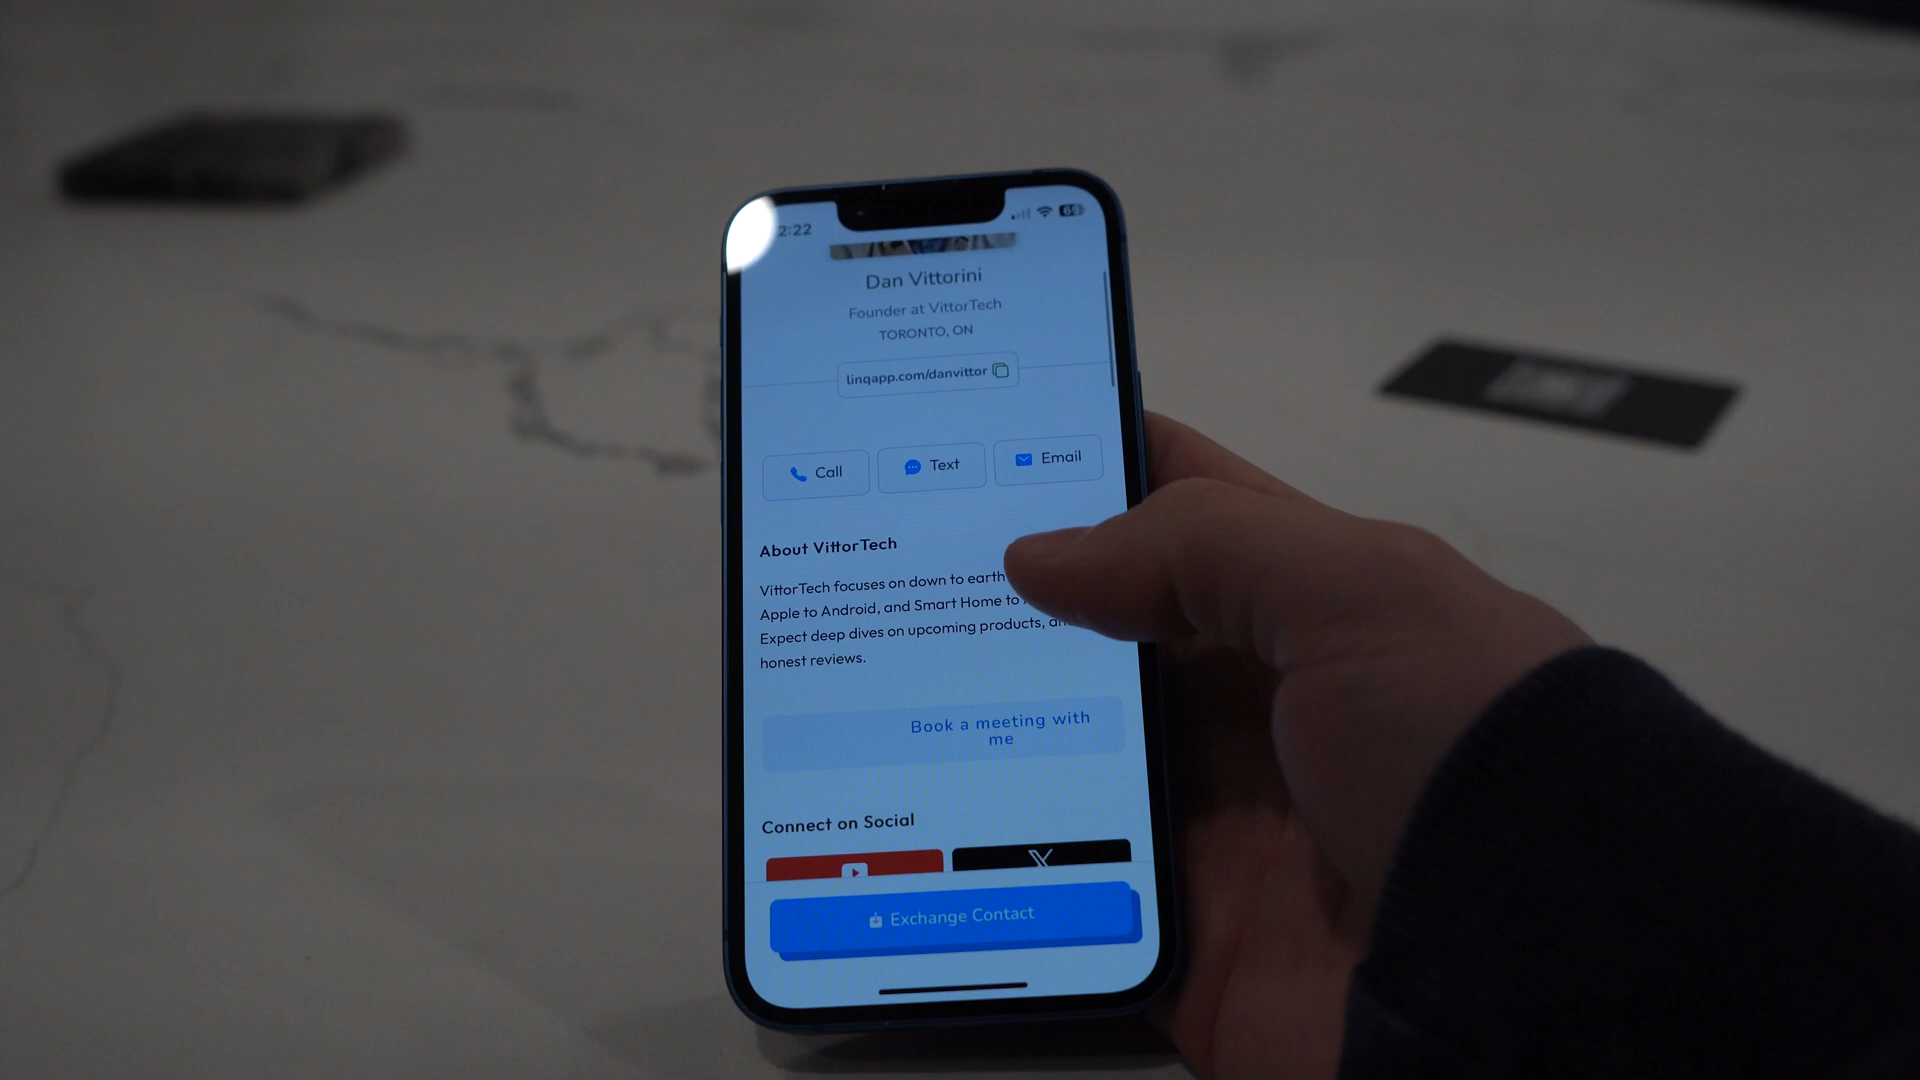 2:22
69
Dan Vittorini
Founder at VittorTech
TORONTO, ON
linqapp.com/danvittor
Call
Text
Email
About VittorTech
VittorTech focuses on down to earth
Apple to Android, and Smart Home to
Expect deep dives on upcoming products,
honest reviews.
Book a meeting with
me
Connect on Social
Exchange Contact